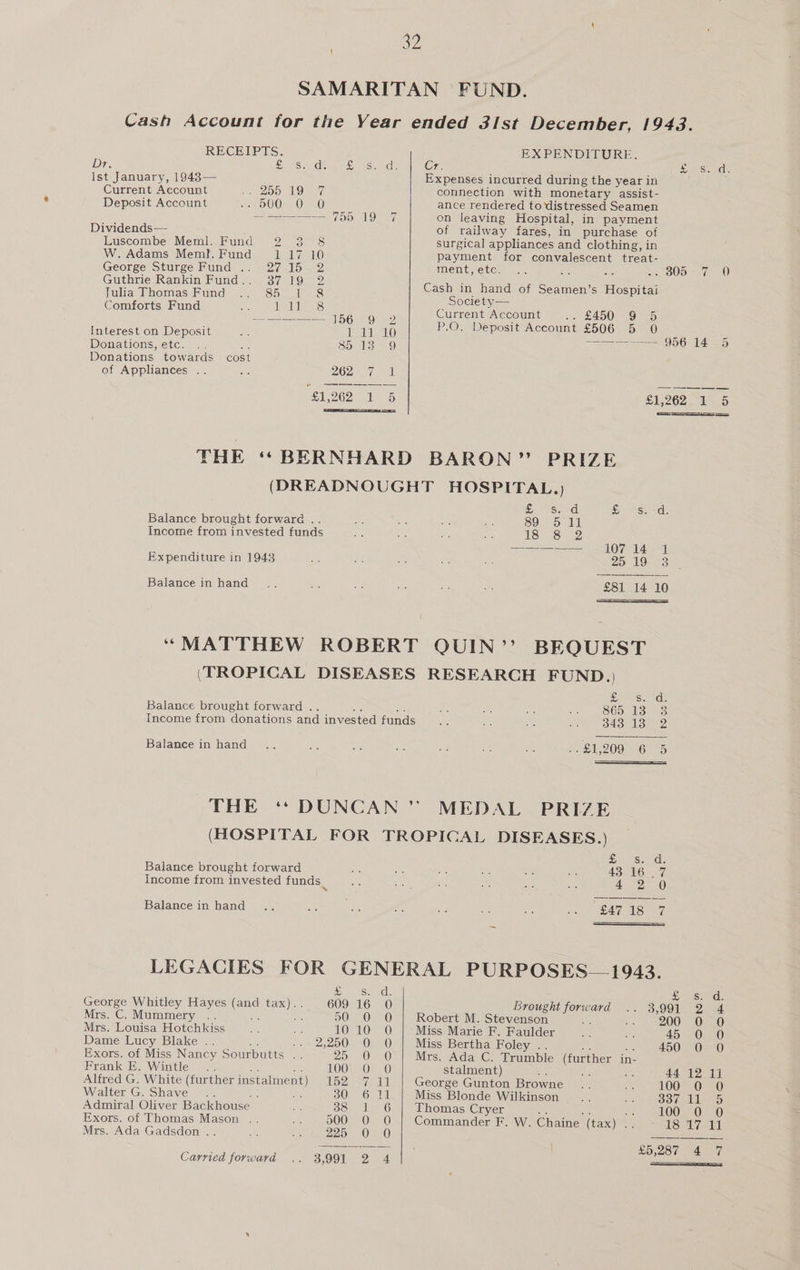 32
SAMARITAN FUND.
Cash Account for the Year ended 31st December, 1943.
RECEIPTS.
Dr. £ s. d. £ s. d.
1st January, 1943—
Current Account .. 255 19 7
Deposit Account .. 500 0 0
755 19 7
Dividends—
Luscombe Meml. Fund 2 3 8
W. Adams Meml. Fund 1 17 10
George Sturge Fund .. 27 15 2
Guthrie Rankin Fund .. 37 19 2
Julia Thomas Fund .. 85 1 8
Comforts Fund .. 1 11 8
156 9 2
Interest on Deposit .. 1 11 10
Donations, etc. .. .. 85 13 9
Donations towards cost
of Appliances .. .. 262 7 1
£1,262 1 5
EXPENDITURE.
Cr. £ s. d.
Expenses incurred during the year in
connection with monetary assist-
ance rendered to distressed Seamen
on leaving Hospital, in payment
of railway fares, in purchase of
surgical appliances and clothing, in
payment for convalescent treat-
ment, etc. .. .. .. .. 305 7 0
Cash in hand of Seamen's Hospital
Society—
Current Account .. £450 9 5
P.O. Deposit Account £506 5 0
956 14 5
£1,262 1 5
THE “BERNHARD BARON” PRIZE
(DREADNOUGHT HOSPITAL.)
£ s. d £ s. d.
Balance brought forward .. .. .. .. .. 89 5 11
Income from invested funds .. .. .. .. 18 8 2
107 14 1
Expenditure in 1943 .. .. .. .. .. 25 19 3
Balance in hand .. .. .. .. .. .. £81 14 10
“MATTHEW ROBERT QUIN” BEQUEST
(TROPICAL DISEASES RESEARCH FUND.)
£ s. d.
Balance brought forward .. .. .. .. .. .. 865 13 3
Income from donations and invested funds .. .. .. .. 343 13 2
Balance in hand .. .. .. .. .. .. .. .. £1,209 6 5
THE “DUNCAN” MEDAL PRIZE
(HOSPITAL FOR TROPICAL DISEASES.)
£ s. d.
Balance brought forward .. .. .. .. .. .. 43 16 7
Income from invested funds .. .. .. .. .. .. 4 2 0
Balance in hand .. .. .. .. .. .. .. .. £47 18 7
LEGACIES FOR GENERAL PURPOSES—1943.
£ s. d.
George Whitley Hayes (and tax) .. 609 16 0
Mrs. C. Mummery .. .. .. 50 0 0
Mrs. Louisa Hotchkiss .. .. 10 10 0
Dame Lucy Blake .. .. .. 2,250 0 0
Exors. of Miss Nancy Sourbutts .. 25 0 0
Frank E. Wintle .. .. .. 100 0 0
Alfred G. White (further instalment) 152 7 11
Walter G. Shave .. .. .. 30 6 11
Admiral Oliver Backhouse .. 38 1 6
Exors. of Thomas Mason .. .. 500 0 0
Mrs. Ada Gadsdon .. .. .. 225 0 0
Carried forward .. 3,991 2 4
£ s. d.
Brought forward .. 3,991 2 4
Robert M. Stevenson .. .. 200 0 0
Miss Marie F. Faulder .. .. 45 0 0
Miss Bertha Foley .. .. .. 450 0 0
Mrs. Ada C. Trumble (further in-
stalment) .. .. .. 44 12 11
George Gunton Browne .. .. 100 0 0
Miss Blonde Wilkinson .. .. 337 11 5
Thomas Cryer .. .. .. 100 0 0
Commander F. W. Chaine (tax) .. 18 17 11
£5,287 4 7